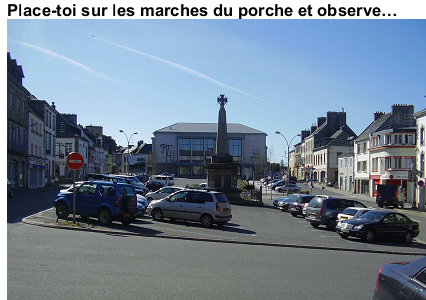 Place-toi sur les marches du porche et observe…